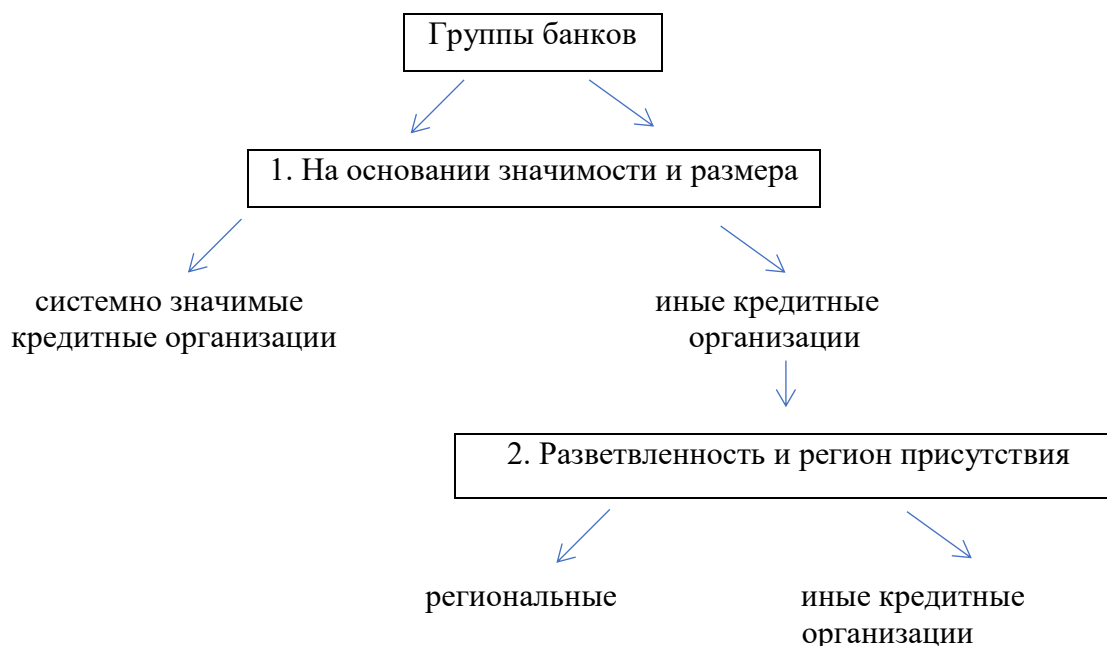 Группы банков
1. На основании значимости и размера
системно значимые
кредитные организации
иные кредитные
организации
2. Разветвленность и регион присутствия
региональные
иные кредитные
организации